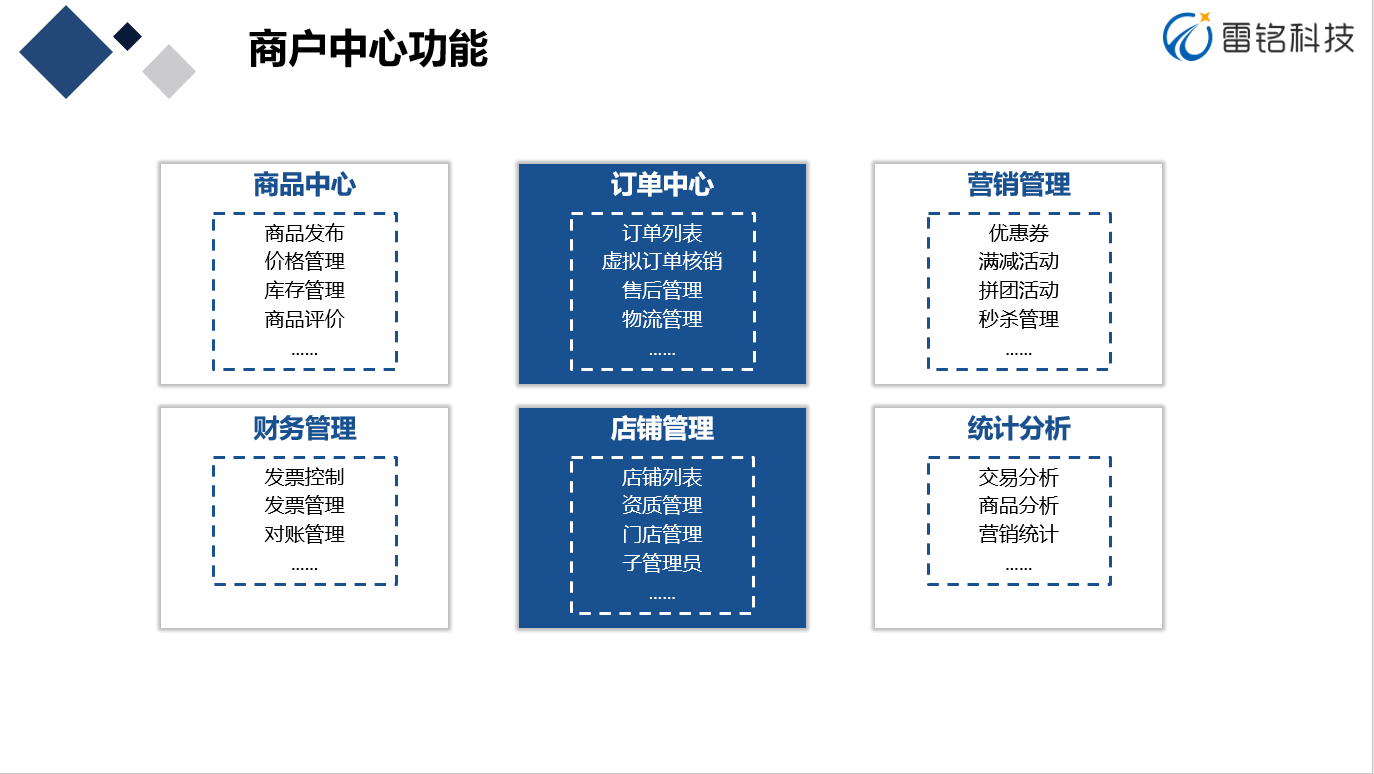 商户中心功能
雷铭科技
商品中心
商品发布
价格管理
库存管理
商品评价
......
订单中心
订单列表
虚拟订单核销
售后管理
物流管理
......
营销管理
优惠券
满减活动
拼团活动
秒杀管理
......
财务管理
发票控制
发票管理
对账管理
......
店铺管理
店铺列表
资质管理
门店管理
子管理员
......
统计分析
交易分析
商品分析
营销统计
......